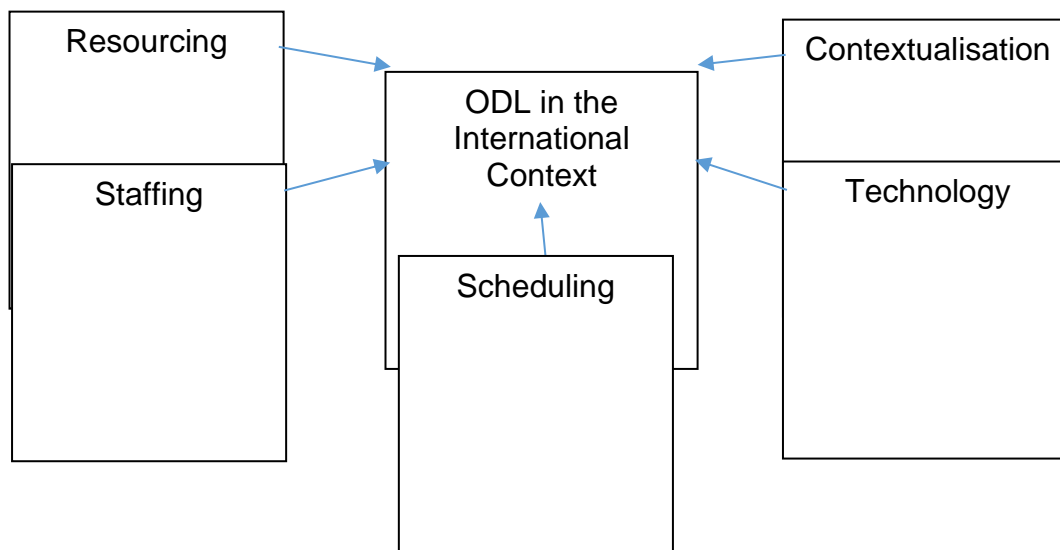 Resourcing
Contextualisation
ODL in the
International
Context
Staffing
Technology
Scheduling